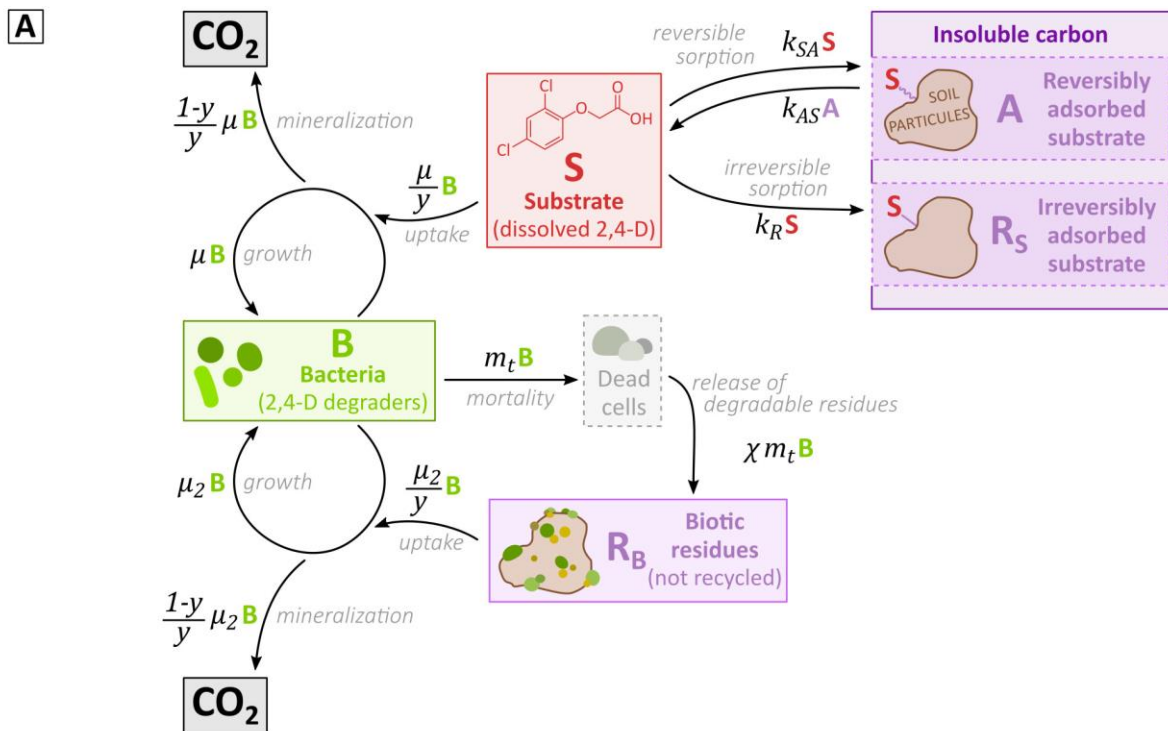 A
CO2
1-y/y μB
mineralization
μB
growth
μ/y B
uptake
Cl
Cl
O
O
OH
S
Substrate
(dissolved 2,4-D)
reversible
sorption
kSA S
kAS A
irreversible
sorption
kR S
Insoluble carbon
S
SOIL
PARTICULES
A
Reversibly
adsorbed
substrate
S
RS
Irreversibly
adsorbed
substrate
B
Bacteria
(2,4-D degraders)
mt B
mortality
Dead
cells
release of
degradable residues
χ mt B
μ2 B
growth
μ2/y B
uptake
RB
Biotic
residues
(not recycled)
1-y/y μ2 B
mineralization
CO2